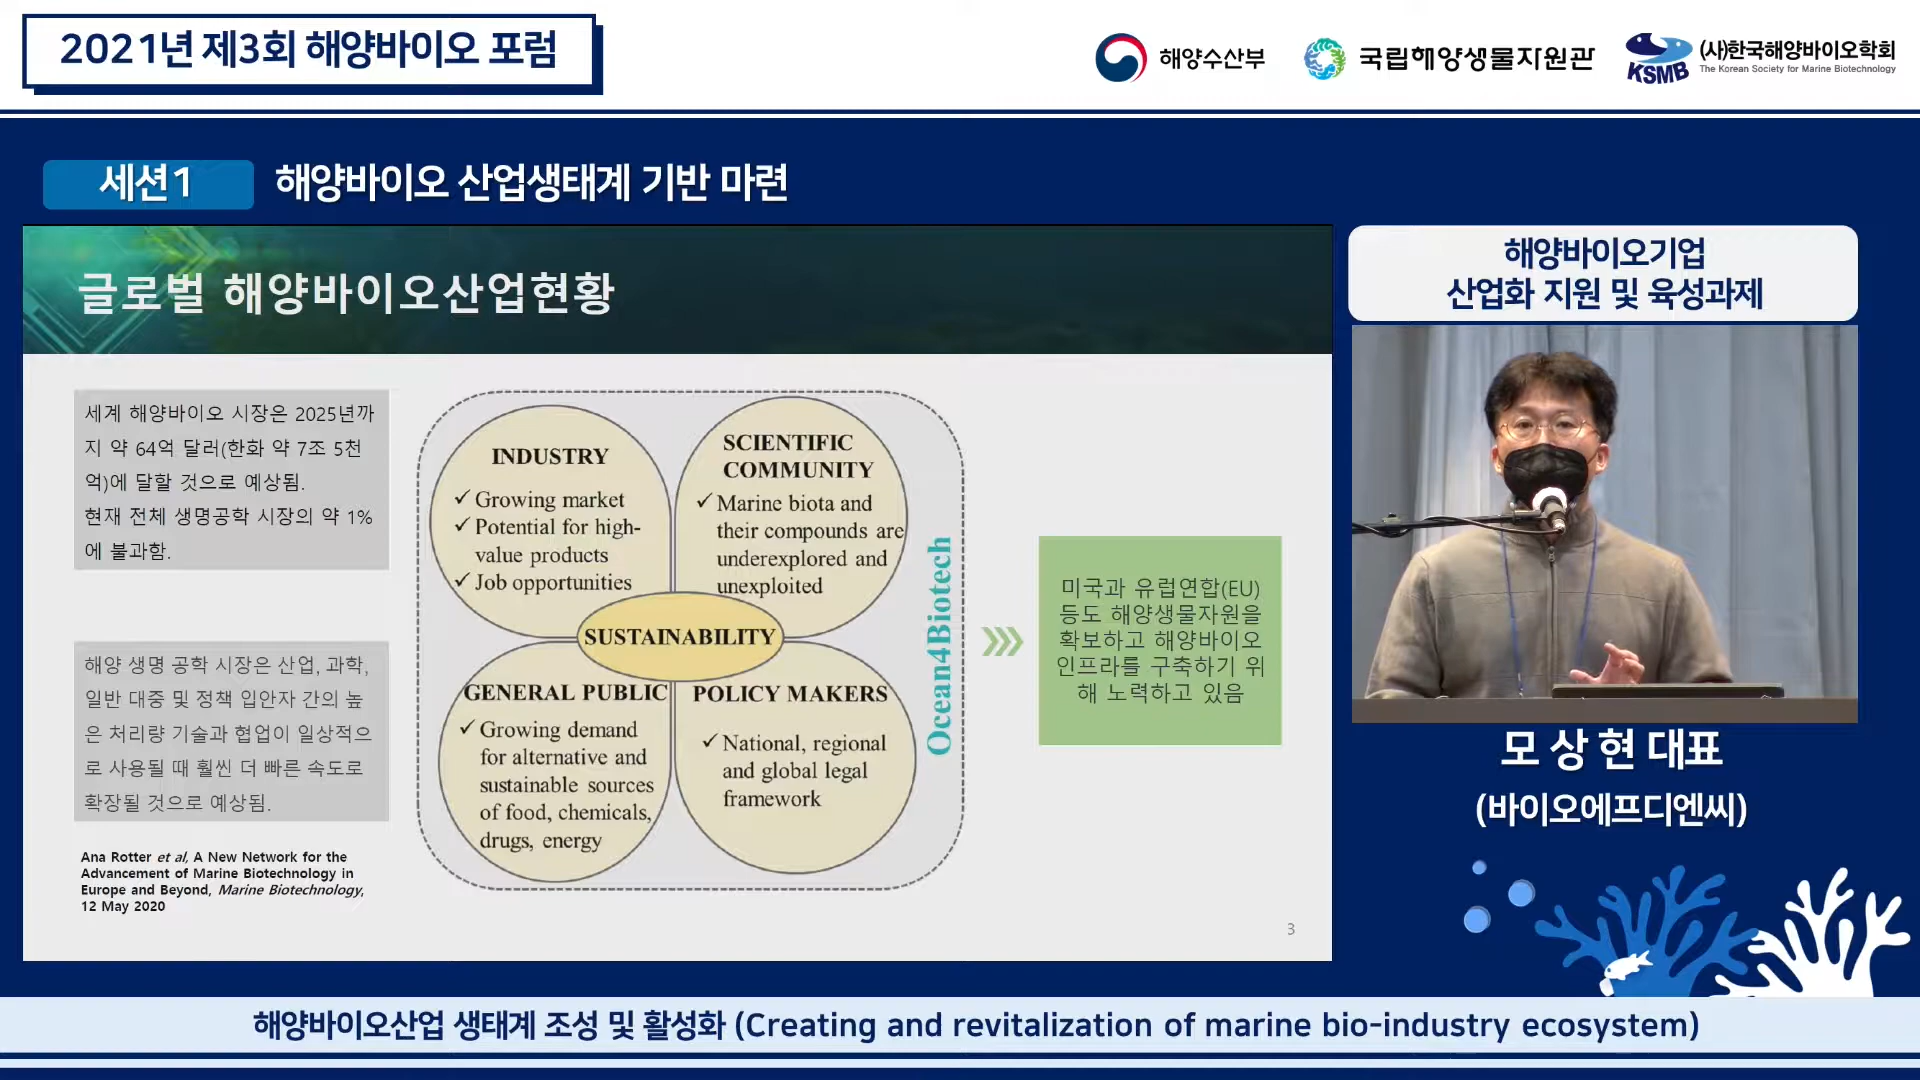 2021년 제3회 해양바이오 포럼
해양수산부
국립해양생물자원관
KSMB
(사)한국해양바이오학회
The Korean Society for Marine Biotechnology
세션1
해양바이오 산업생태계 기반 마련
글로벌 해양바이오산업현황
세계 해양바이오 시장은 2025년까
지 약 64억 달러(한화 약 7조 5천
억)에 달할 것으로 예상됨.
현재 전체 생명공학 시장의 약 1%
에 불과함.
해양 생명 공학 시장은 산업, 과학,
일반 대중 및 정책 입안자 간의 높
은 처리량 기술과 협업이 일상적으
로 사용될 때 훨씬 더 빠른 속도로
확장될 것으로 예상됨.
Ana Rotter et al, A New Network for the
Advancement of Marine Biotechnology in
Europe and Beyond, Marine Biotechnology,
12 May 2020
INDUSTRY
✓ Growing market
✓ Potential for high-
value products
✓ Job opportunities
SCIENTIFIC
COMMUNITY
✓ Marine biota and
their compounds are
underexplored and
unexploited
SUSTAINABILITY
GENERAL PUBLIC
✓ Growing demand
for alternative and
sustainable sources
of food, chemicals,
drugs, energy
POLICY MAKERS
✓ National, regional
and global legal
framework
Ocean4Biotech
미국과 유럽연합(EU)
등도 해양생물자원을
확보하고 해양바이오
인프라를 구축하기 위
해 노력하고 있음
3
해양바이오기업
산업화 지원 및 육성과제
모 상 현 대표
(바이오에프디엔씨)
해양바이오산업 생태계 조성 및 활성화 (Creating and revitalization of marine bio-industry ecosystem)